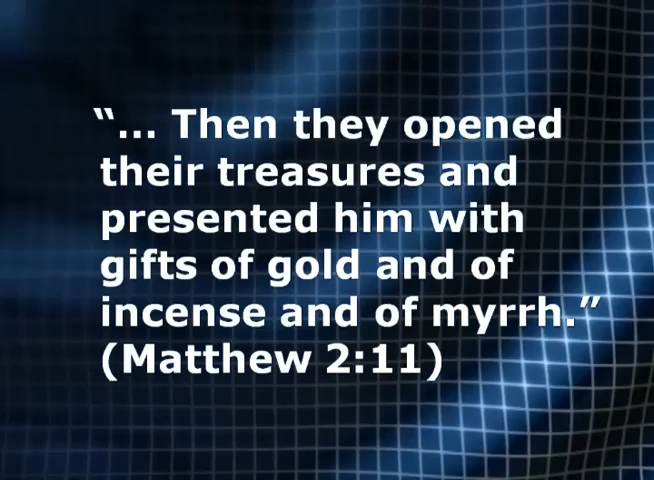 “... Then they opened
their treasures and
presented him with
gifts of gold and of
incense and of myrrh.”
(Matthew 2:11)